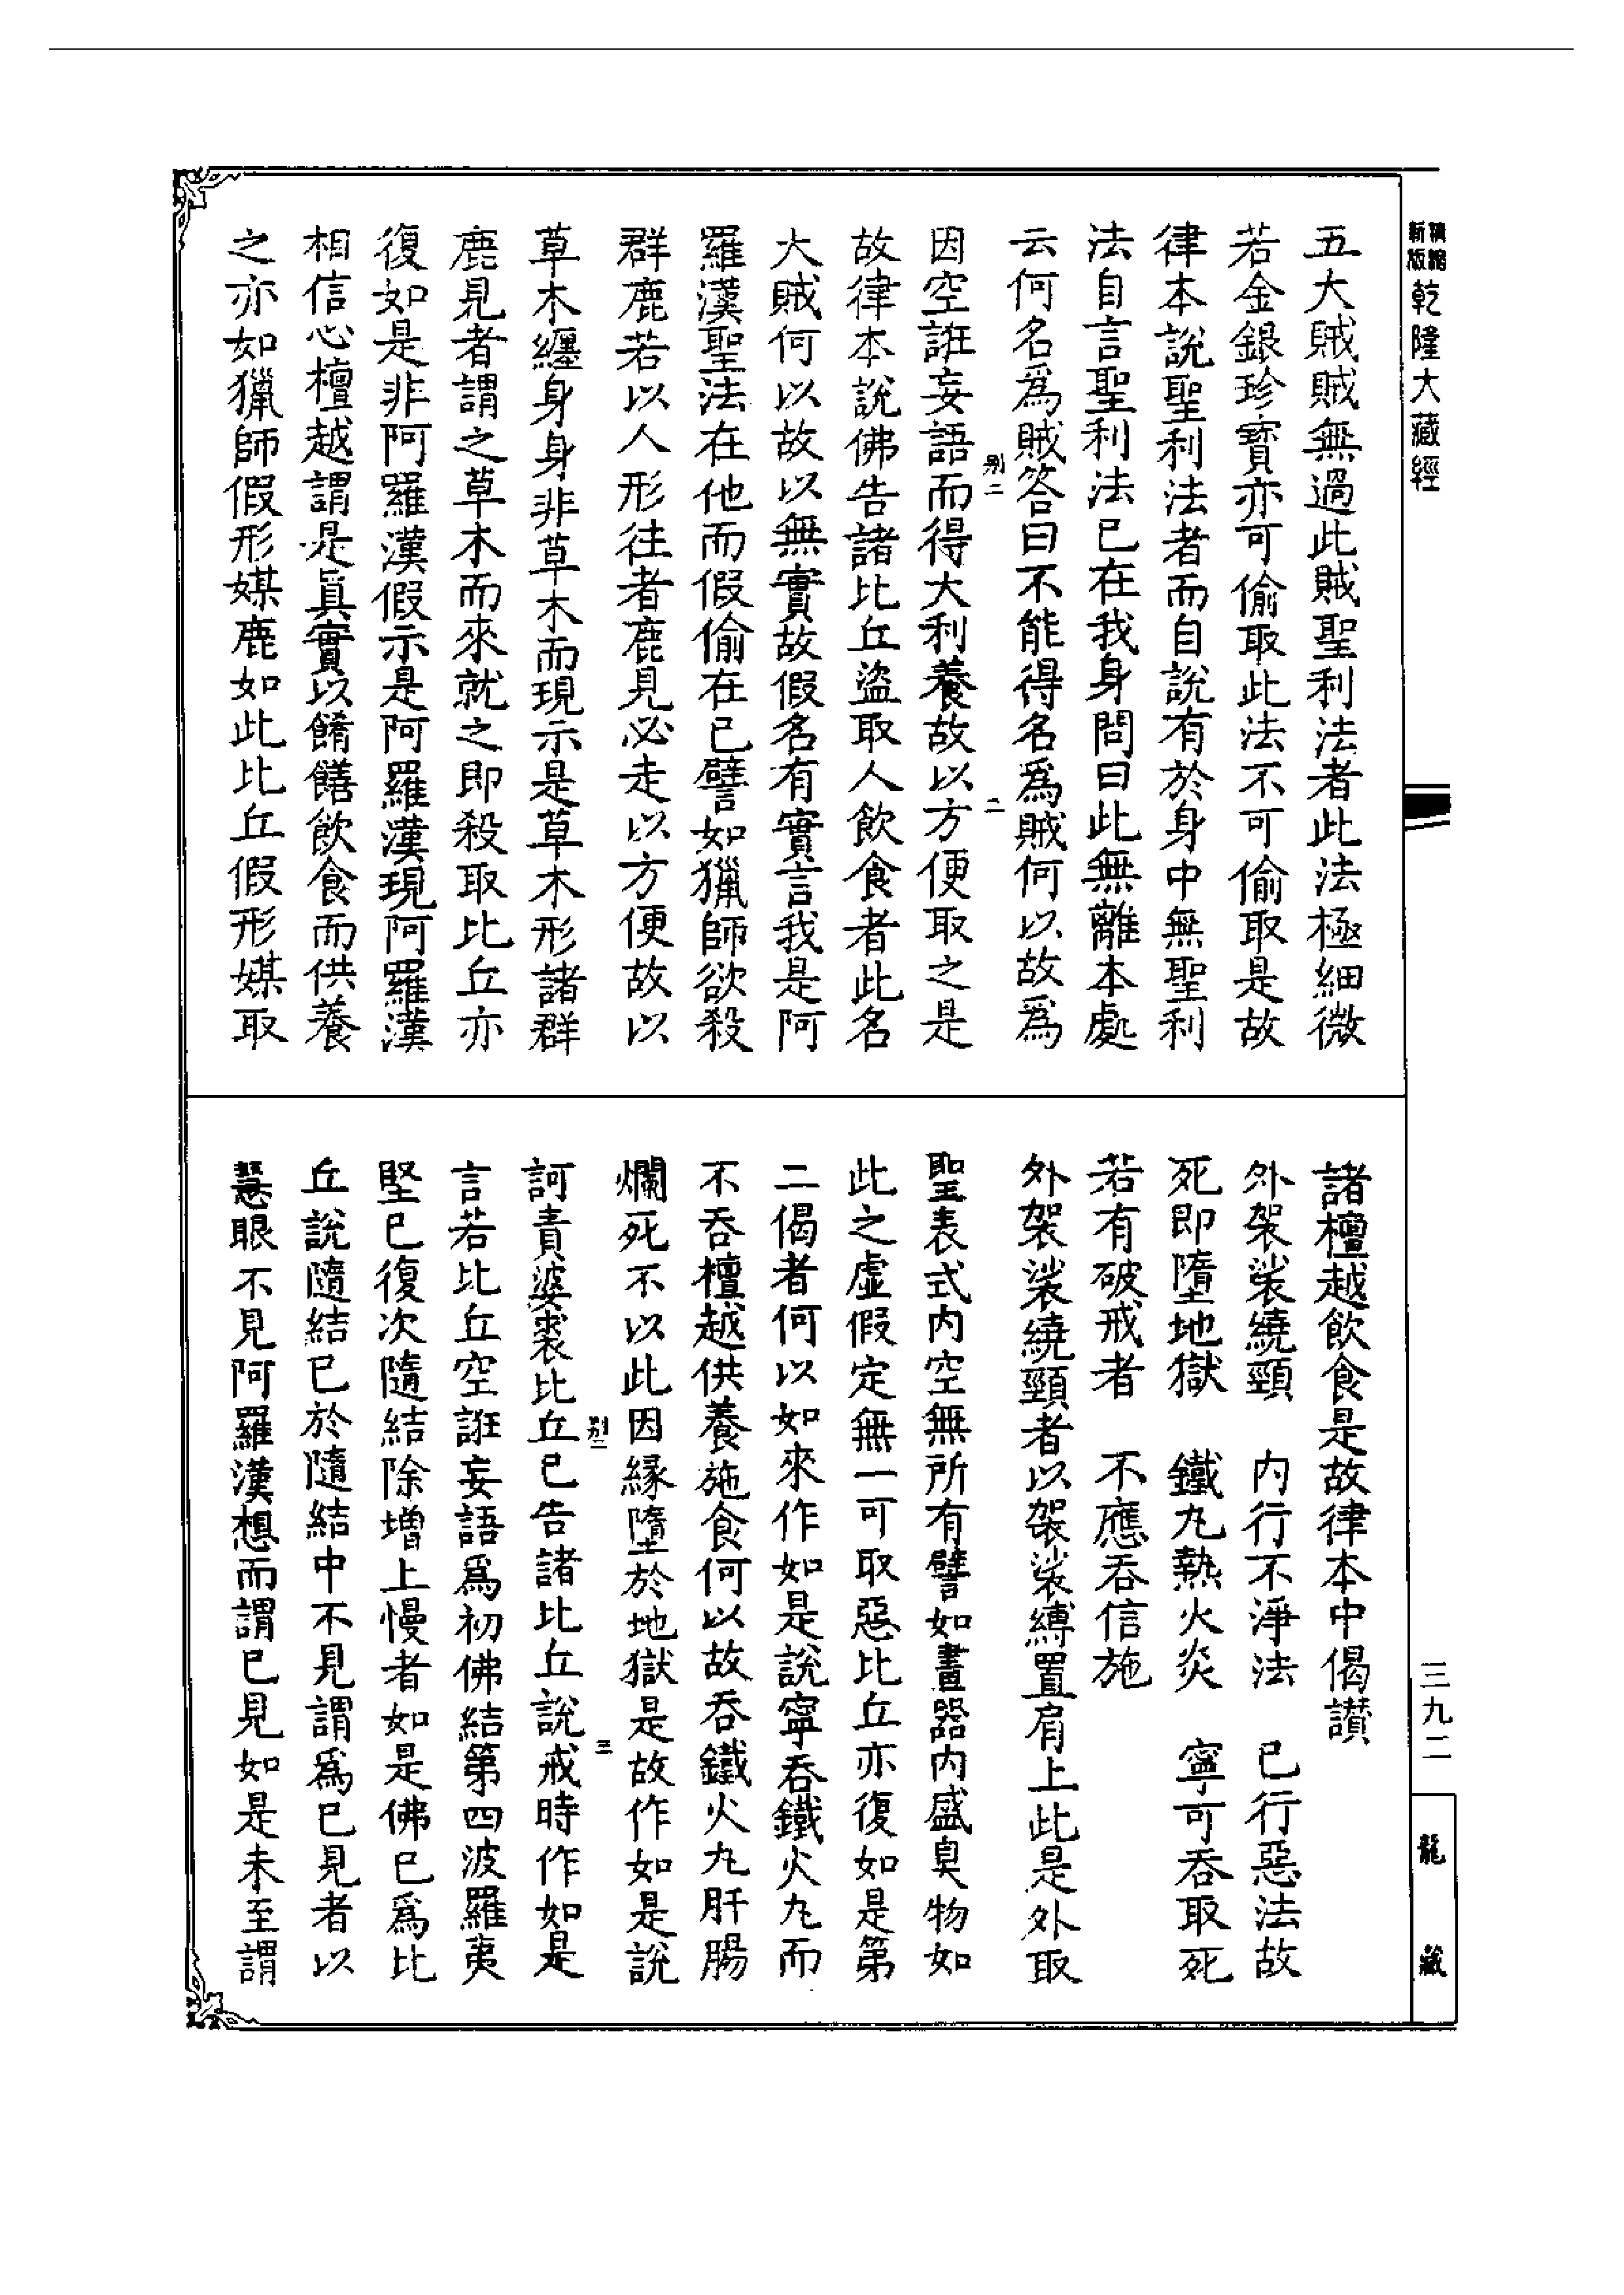 新版 精縮 乾隆大藏經
五大賊賊無過此賊聖利法者此法極細微
若金銀珍寶亦可偷取此法不可偷取是故
律本說聖利法者而自說有於身中無聖利
法自言聖利法已在我身問曰此無離本處
云何名爲賊答曰不能得名爲賊何以故爲
别二 二
因空誑妄語而得大利養故以方便取之是
故律本說佛告諸比丘盜取人飲食者此名
大賊何以故以無實故假名有實言我是阿
羅漢聖法在他而假偷在已譬如獵師欲殺
群鹿若以人形往者鹿見必走以方便故以
草木纏身身非草木而現示是草木形諸群
鹿見者謂之草木而來就之即殺取比丘亦
復如是非阿羅漢假示是阿羅漢現阿羅漢
相信心檀越謂是眞實以餚饍飲食而供養
之亦如獵師假形媒鹿如此比丘假形媒取
諸檀越飲食是故律本中偈讃
外袈裟繞頸 内行不淨法 已行惡法故
死即墮地獄 鐵丸熱火炎 寧可吞取死
若有破戒者 不應吞信施
外袈裟繞頸者以袈裟縛置肩上此是外取
聖表式内空無所有譬如畫器内盛臭物如
此之虛假定無一可取惡比丘亦復如是第
二偈者何以如來作如是說寧吞鐵火丸而
不吞檀越供養施食何以故吞鐵火丸肝腸
爛死不以此因縁墮於地獄是故作如是說
别二 三
訶責婆裘比丘已告諸比丘說戒時作如是
言若比丘空誑妄語爲初佛結第四波羅夷
堅已復次隨結除增上慢者如是佛已爲比
丘說隨結已於隨結中不見謂爲已見者以
慧眼不見阿羅漢想而謂已見如是未至謂
三九二
龍藏